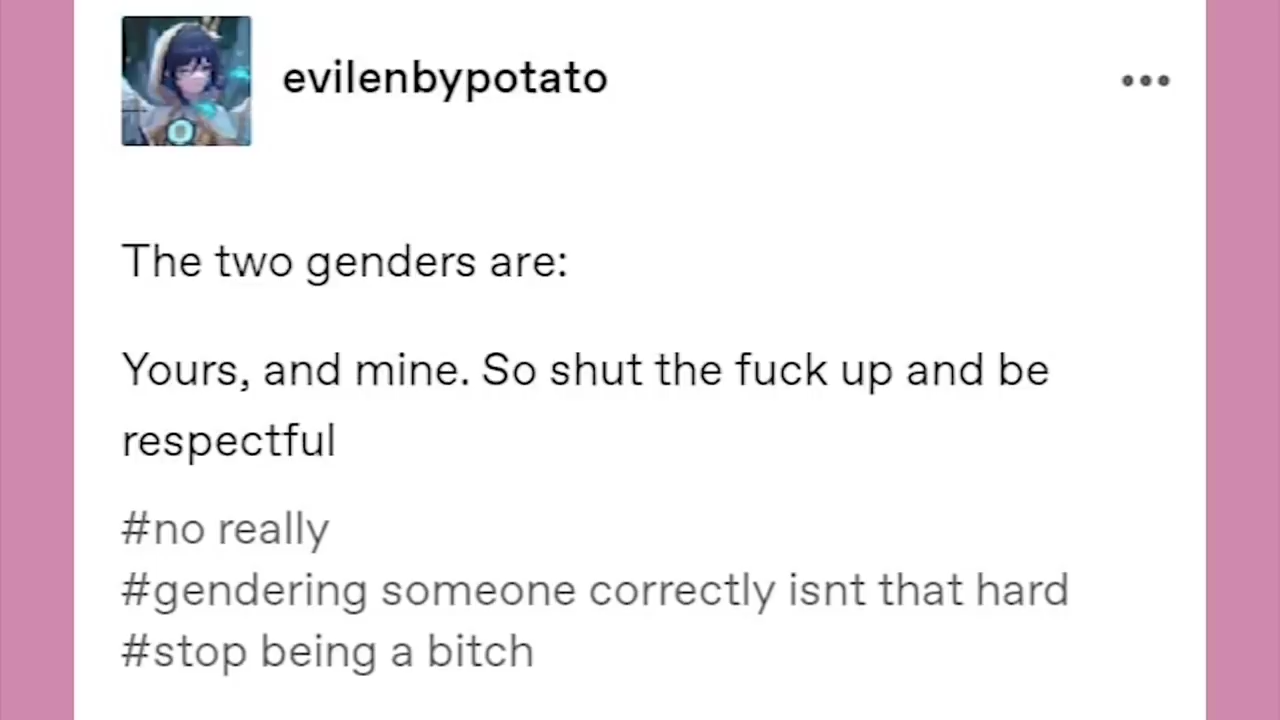 evilenbypotato
The two genders are:
Yours, and mine. So shut the fuck up and be
respectful
#no really
#gendering someone correctly isnt that hard
#stop being a bitch